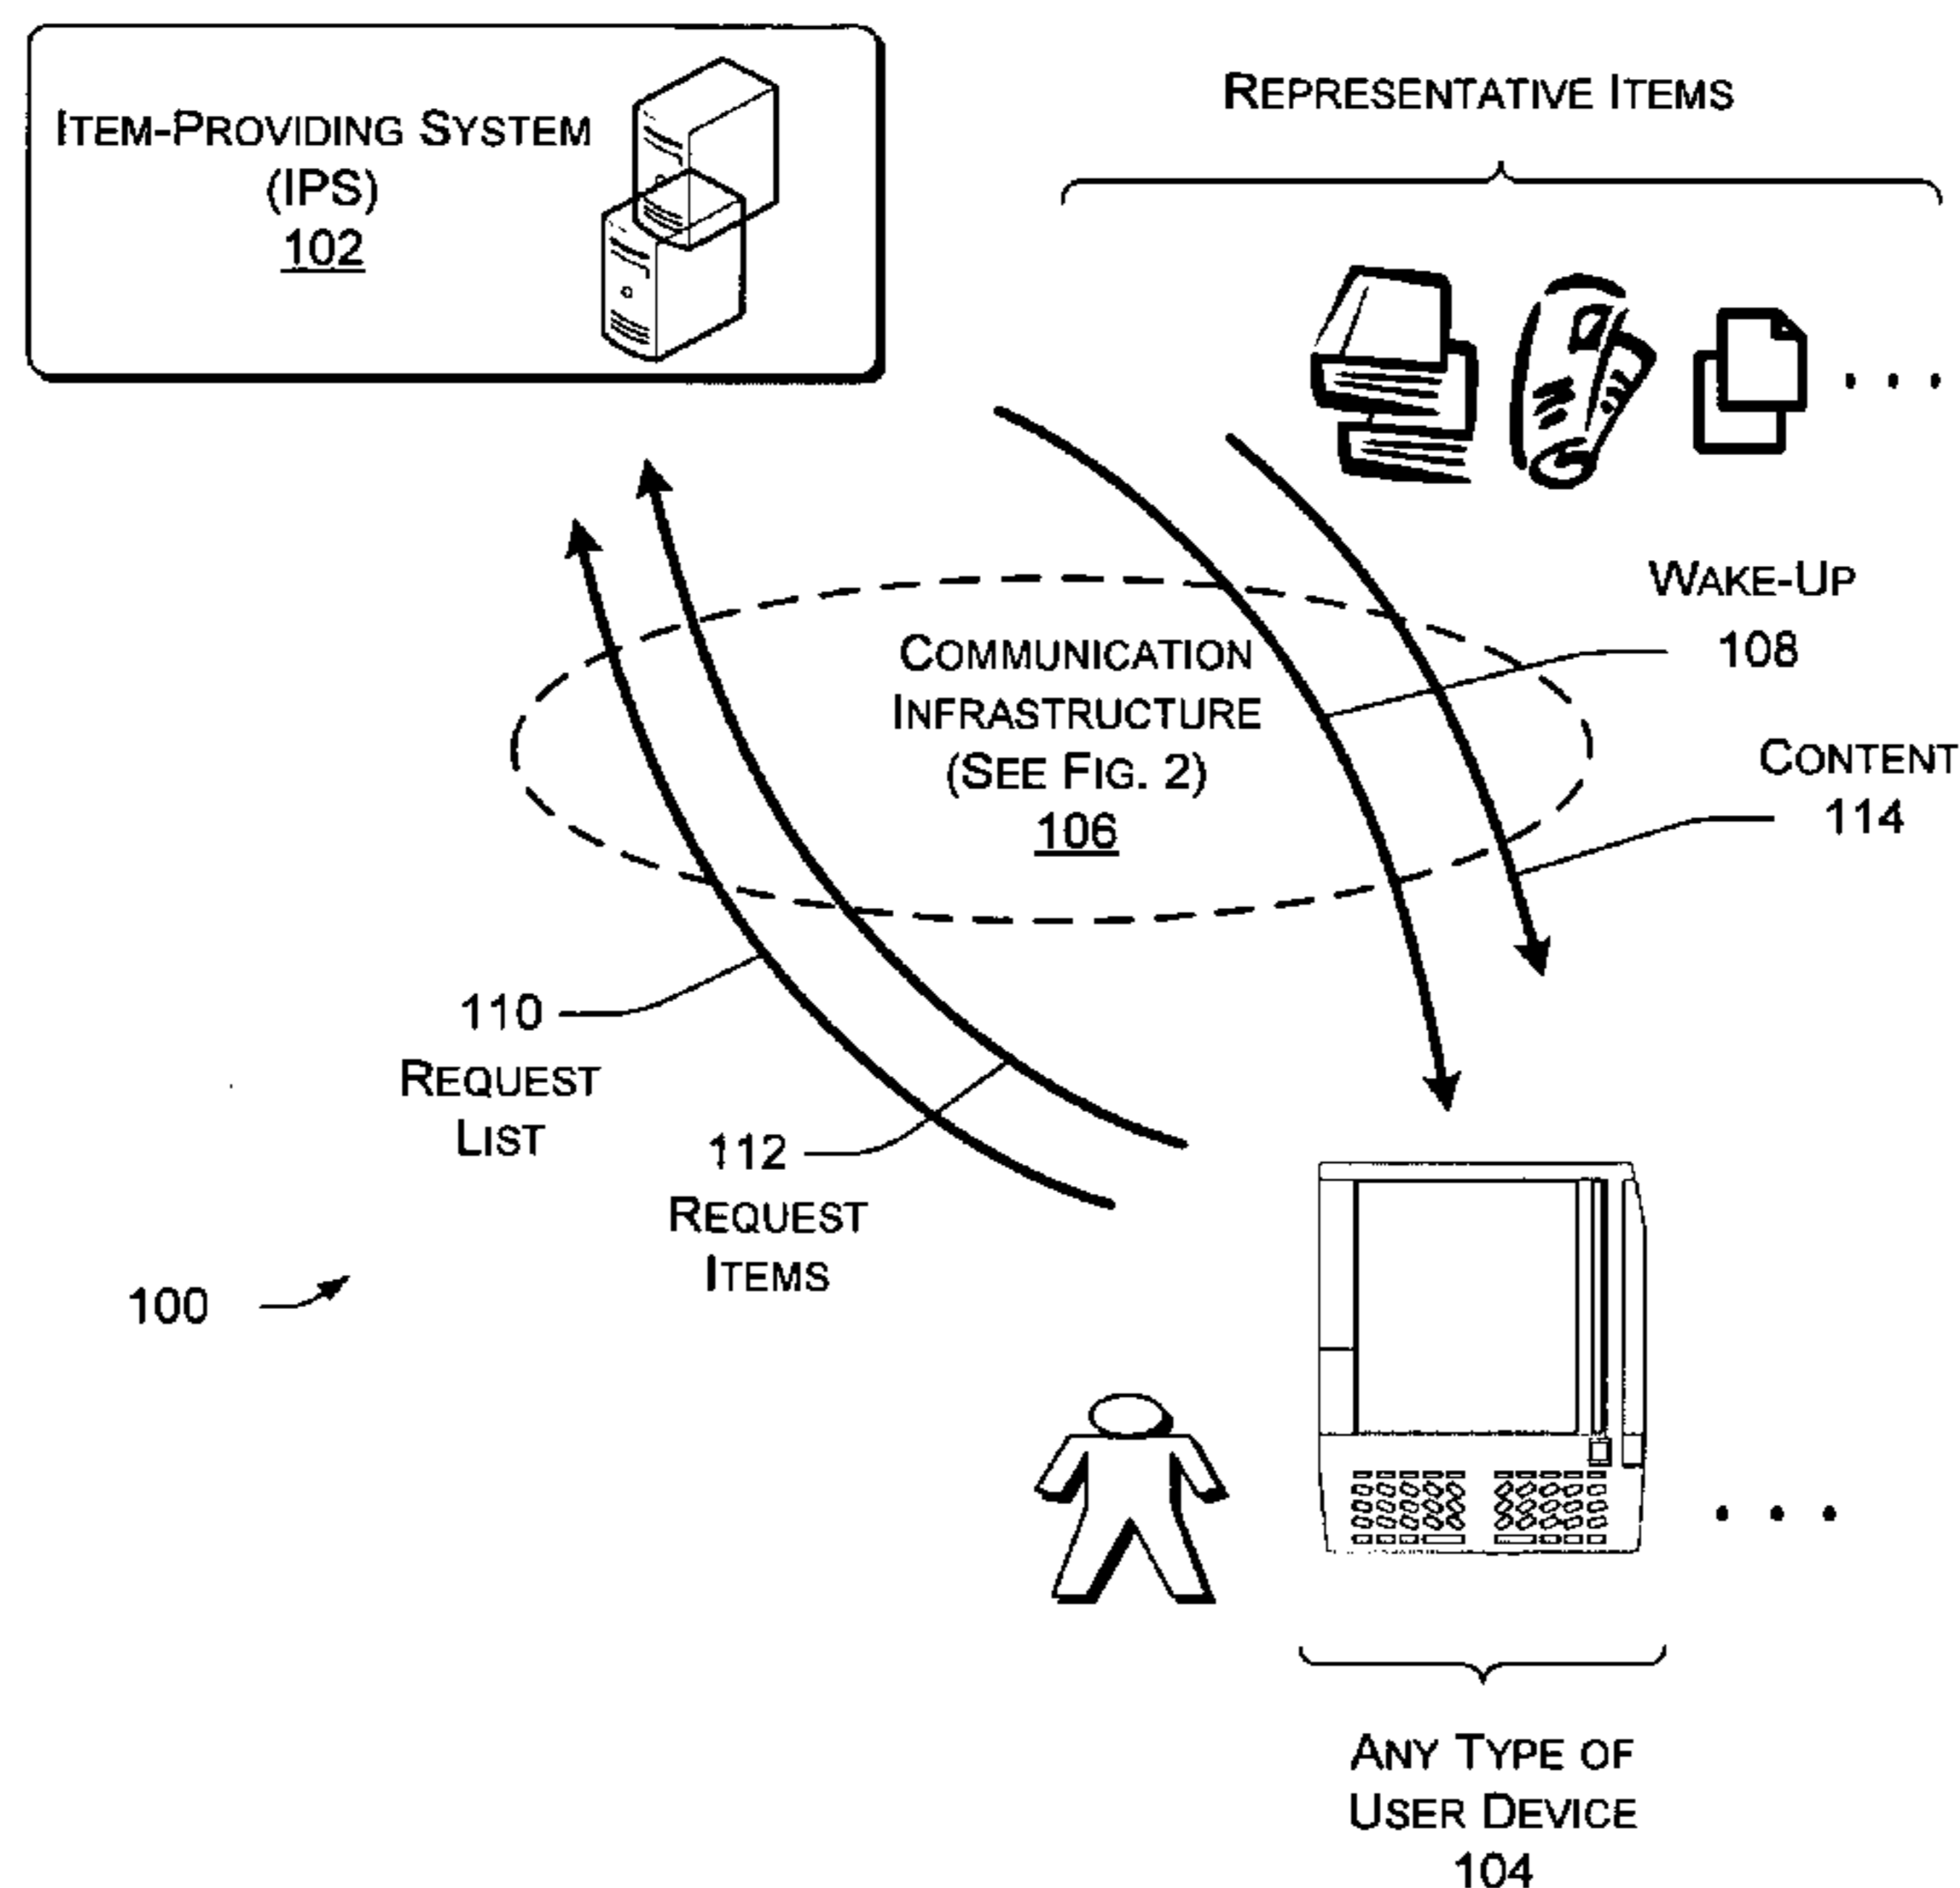 ITEM-PROVIDING SYSTEM
(IPS)
102
REPRESENTATIVE ITEMS
WAKE-UP
108
COMMUNICATION
INFRASTRUCTURE
(SEE FIG. 2)
106
CONTENT
114
110
REQUEST
LIST
112
REQUEST
ITEMS
100
ANY TYPE OF
USER DEVICE
104